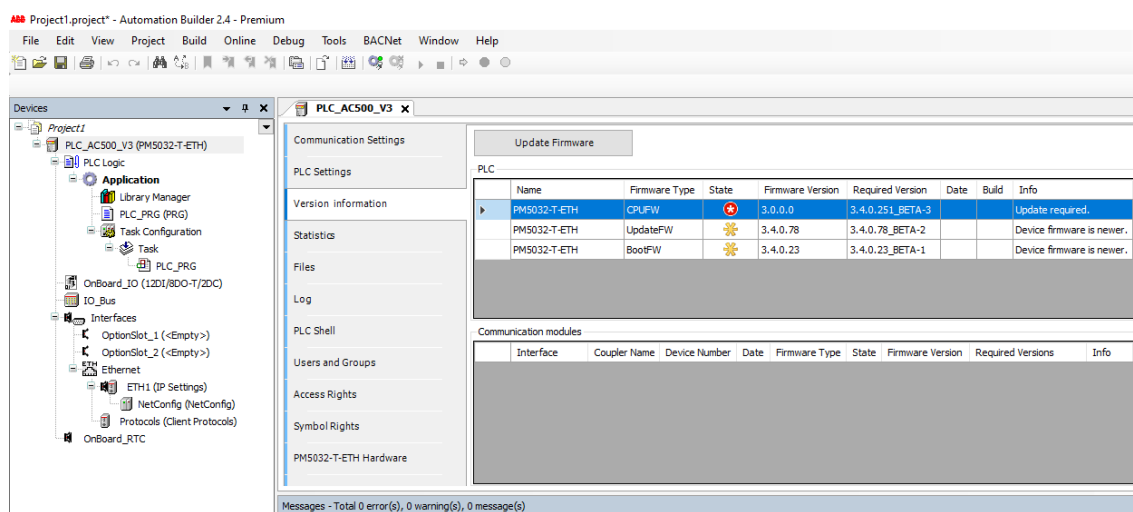 ABB Project1.project* - Automation Builder 2.4 - Premium
File Edit View Project Build Online Debug Tools BACNet Window Help
Devices
Project1
PLC_AC500_V3 (PM5032-T-ETH)
PLC Logic
Application
Library Manager
PLC_PRG (PRG)
Task Configuration
Task
PLC_PRG
OnBoard_IO (12DI/8DO-T/2DC)
IO_Bus
Interfaces
OptionSlot_1 (<Empty>)
OptionSlot_2 (<Empty>)
ETH Ethernet
ETH1 (IP Settings)
NetConfig (NetConfig)
Protocols (Client Protocols)
OnBoard_RTC
PLC_AC500_V3 x
Communication Settings
PLC Settings
Version information
Statistics
Files
Log
PLC Shell
Users and Groups
Access Rights
Symbol Rights
PM5032-T-ETH Hardware
Update Firmware
PLC
Name Firmware Type State Firmware Version Required Version Date Build Info
PM5032-T-ETH CPUFW 3.0.0.0 3.4.0.251_BETA-3 Update required.
PM5032-T-ETH UpdateFW 3.4.0.78 3.4.0.78_BETA-2 Device firmware is newer.
PM5032-T-ETH BootFW 3.4.0.23 3.4.0.23_BETA-1 Device firmware is newer.
Communication modules
Interface Coupler Name Device Number Date Firmware Type State Firmware Version Required Versions Info
Messages - Total 0 error(s), 0 warning(s), 0 message(s)